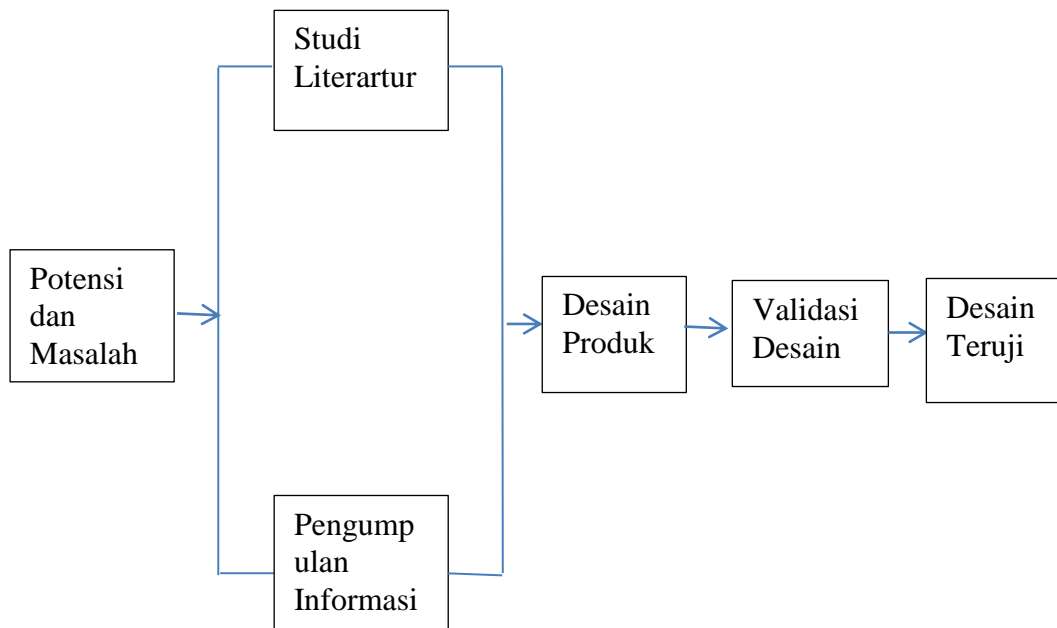 Studi
Literartur
Potensi
dan
Masalah
Desain
Produk
Validasi
Desain
Desain
Teruji
Pengump
ulan
Informasi